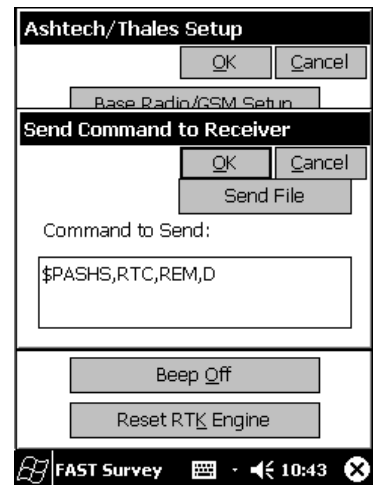 Ashtech/Thales Setup
OK Cancel
Base Radio/GSM Setup
Send Command to Receiver
OK Cancel
Send File
Command to Send:
$PASHS,RTC,REM,D
Beep Off
Reset RTK Engine
FAST Survey 10:43